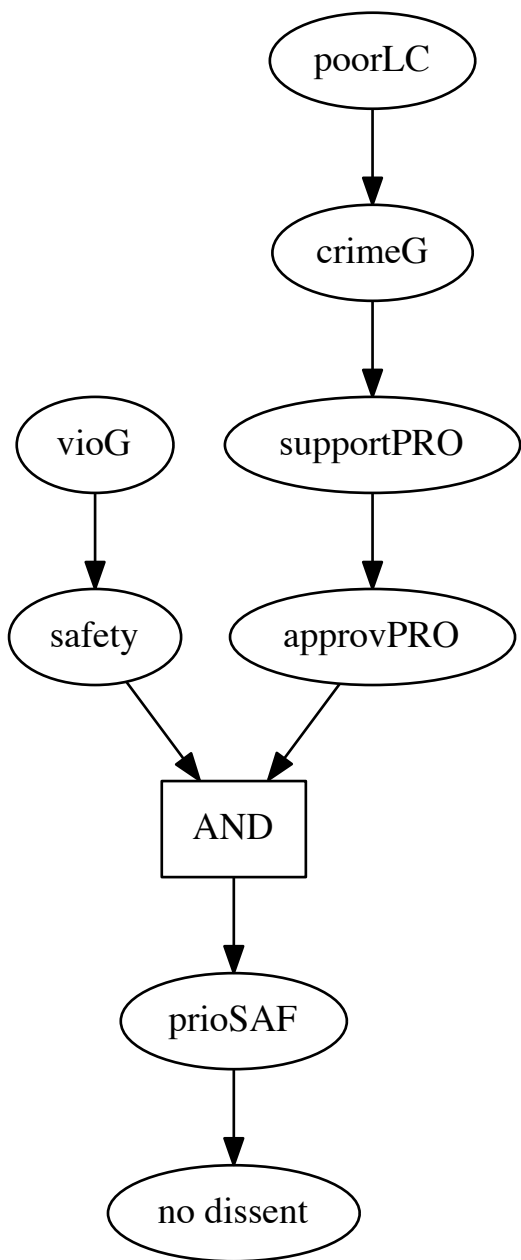 poorLC
crimeG
vioG
supportPRO
safety
approvPRO
AND
prioSAF
no dissent